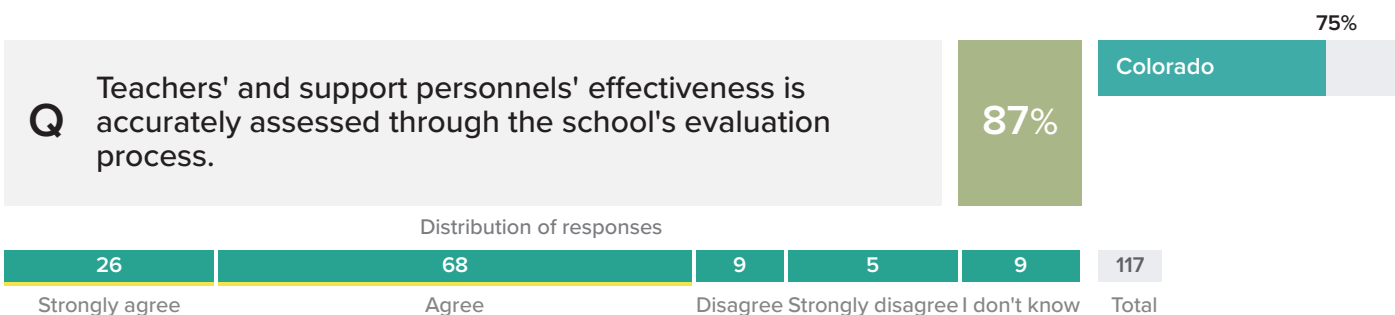 75%
Q
Teachers' and support personnels' effectiveness is
accurately assessed through the school's evaluation
process.
87%
Colorado
Distribution of responses
26 68 9 5 9 117
Strongly agree Agree Disagree Strongly disagree I don't know Total